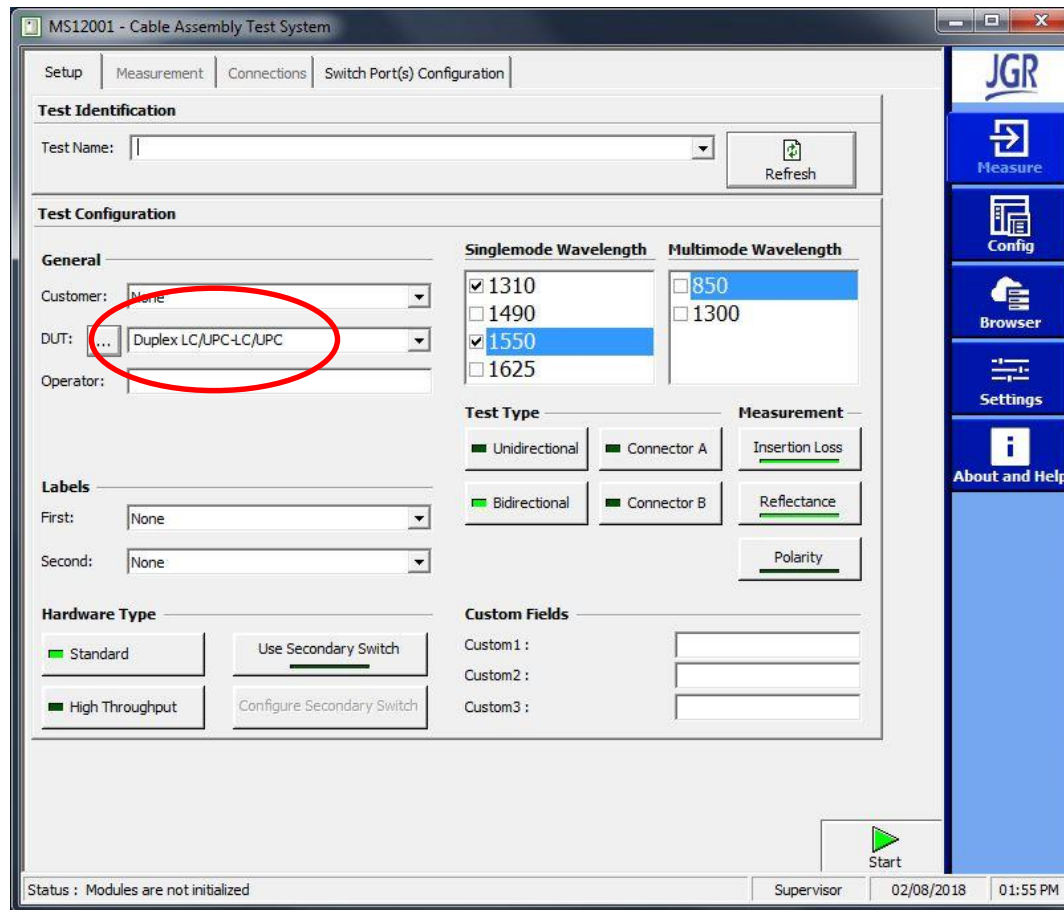 MS12001 - Cable Assembly Test System
Setup Measurement Connections Switch Port(s) Configuration
JGR
Test Identification
Test Name:
Refresh
Measure
Test Configuration
General
Singlemode Wavelength Multimode Wavelength
Config
Customer: None
1310
850
1490
1300
DUT: ... Duplex LC/UPC-LC/UPC
1550
Browser
1625
Operator:
Settings
Test Type Measurement
Unidirectional Connector A Insertion Loss
About and Help
Labels
Bidirectional Connector B Reflectance
First: None
Second: None
Polarity
Hardware Type
Custom Fields
Standard Use Secondary Switch
Custom1 :
Custom2 :
High Throughput Configure Secondary Switch
Custom3 :
Start
Status : Modules are not initialized Supervisor 02/08/2018 01:55 PM